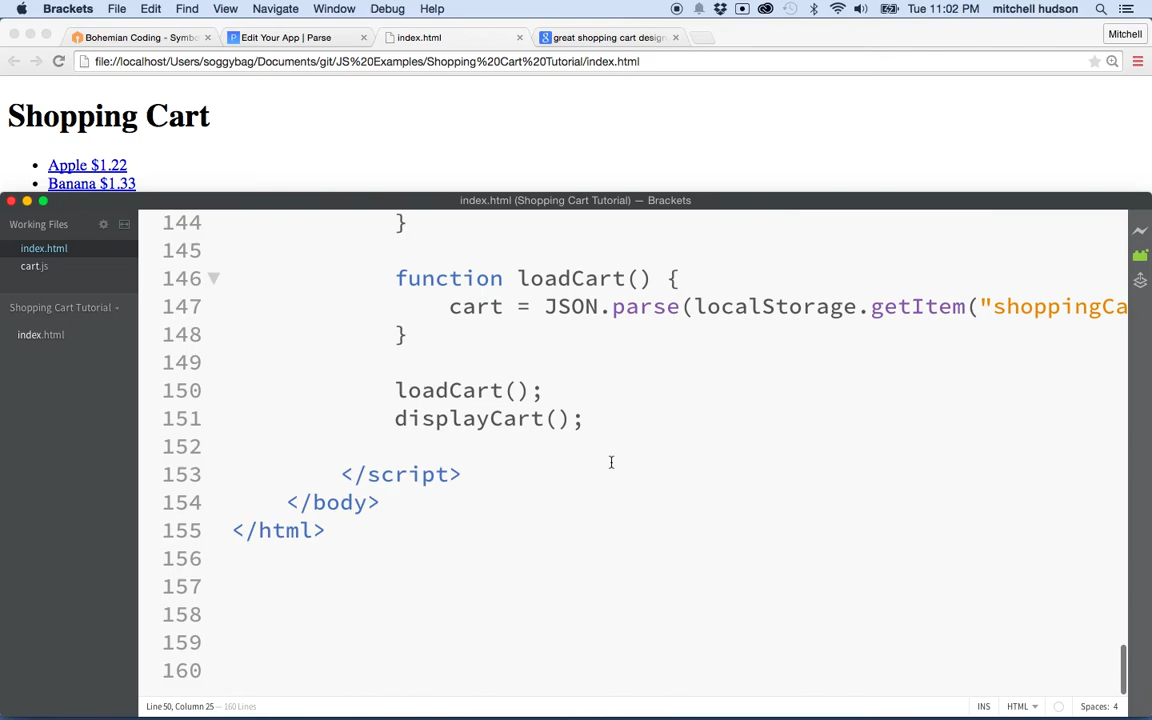 Brackets File Edit Find View Navigate Window Debug Help Tue 11:02 PM mitchell hudson
Bohemian Coding - Symbo Edit Your App | Parse index.html great shopping cart design Mitchell
file://localhost/Users/soggybag/Documents/git/JS%20Examples/Shopping%20Cart%20Tutorial/index.html
Shopping Cart
Apple $1.22
Banana $1.33
index.html (Shopping Cart Tutorial) — Brackets
Working Files
index.html
cart.js
Shopping Cart Tutorial
index.html
144 }
145
146 function loadCart() {
147 cart = JSON.parse(localStorage.getItem("shoppingCa
148 }
149
150 loadCart();
151 displayCart();
152
153 </script>
154 </body>
155 </html>
156
157
158
159
160
Line 50, Column 25 — 160 Lines INS HTML Spaces: 4